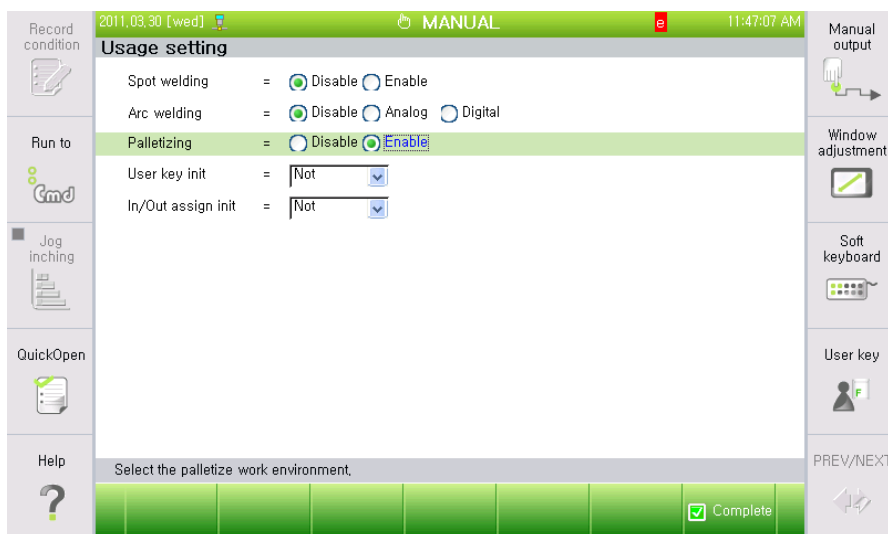 2011,03,30 [wed] MANUAL e 11:47:07 AM
Usage setting
Spot welding = Disable Enable
Arc welding = Disable Analog Digital
Palletizing = Disable Enable
User key init = Not
In/Out assign init = Not
Select the palletize work environment,
Complete
Record
condition
Run to
Cmd
Jog
inching
QuickOpen
Help
?
Manual
output
Window
adjustment
Soft
keyboard
User key
F
PREV/NEXT